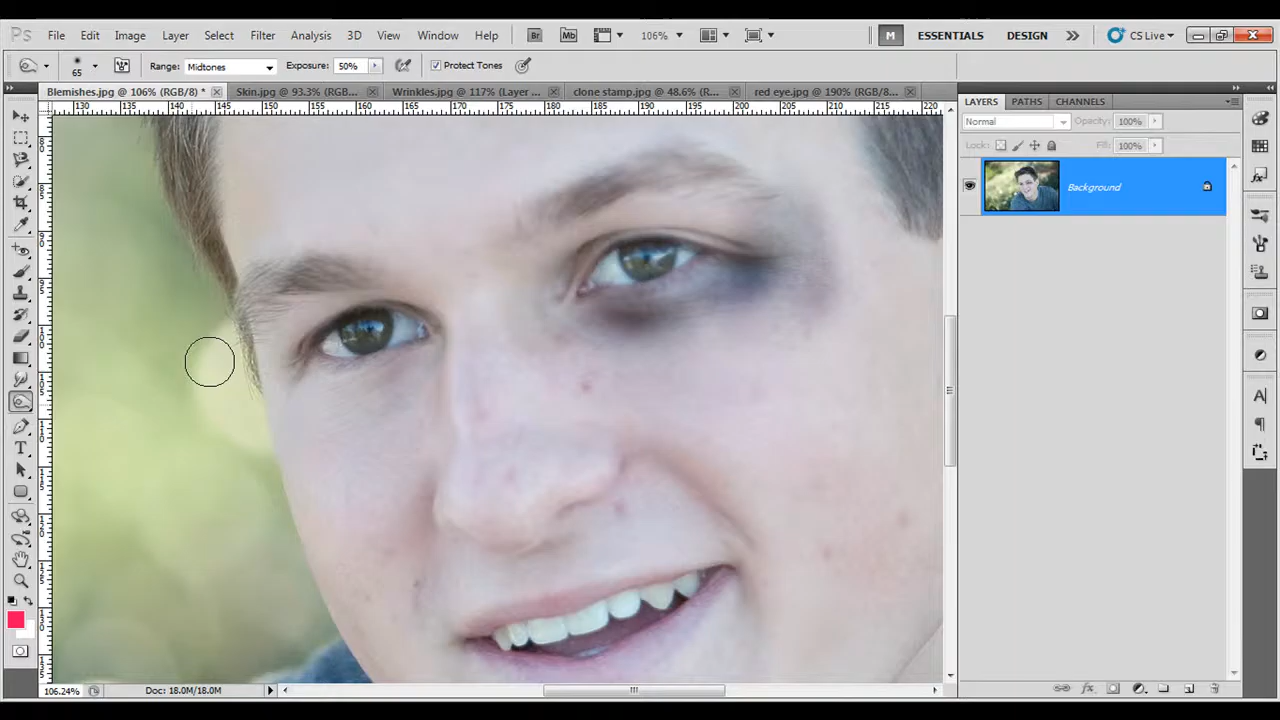 Ps File Edit Image Layer Select Filter Analysis 3D View Window Help Br Mb 106% M ESSENTIALS DESIGN CS Live
65 Range: Midtones Exposure: 50% Protect Tones
Blemishes.jpg @ 106% (RGB/8) * Skin.jpg @ 93.3% (RGB... Wrinkles.jpg @ 117% (Layer ... clone stamp.jpg @ 48.6% (R... red eye.jpg @ 190% (RGB/8...
130 135 140 145 150 155 160 165 170 175 180 185 190 195 200 205 210 215 220
LAYERS PATHS CHANNELS
Normal Opacity: 100%
Lock: Fill: 100%
Background
106.24% Doc: 18.0M/18.0M